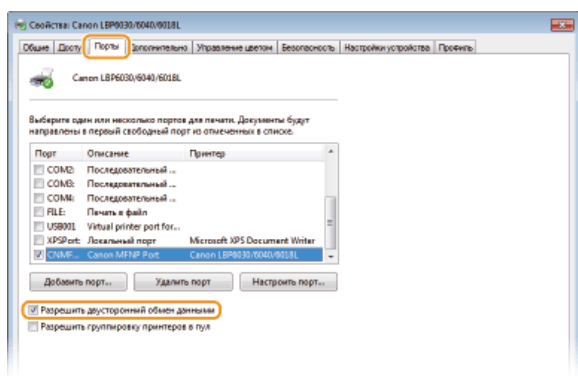 Свойства: Canon LBP6030/6040/6018L
Общие Доступ Порты Дополнительно Управление цветом Безопасность Настройки устройства Профиль
Canon LBP6030/6040/6018L
Выберите один или несколько портов для печати. Документы будут
направлены в первый свободный порт из отмеченных в списке.
Порт Описание Принтер
COM2: Последовательный ...
COM3: Последовательный ...
COM4: Последовательный ...
FILE: Печать в файл
USB001 Virtual printer port for...
XPSPort: Локальный порт Microsoft XPS Document Writer
CNMF... Canon MFNP Port Canon LBP6030/6040/6018L
Добавить порт... Удалить порт Настроить порт...
Разрешить двусторонний обмен данными
Разрешить группировку принтеров в пул